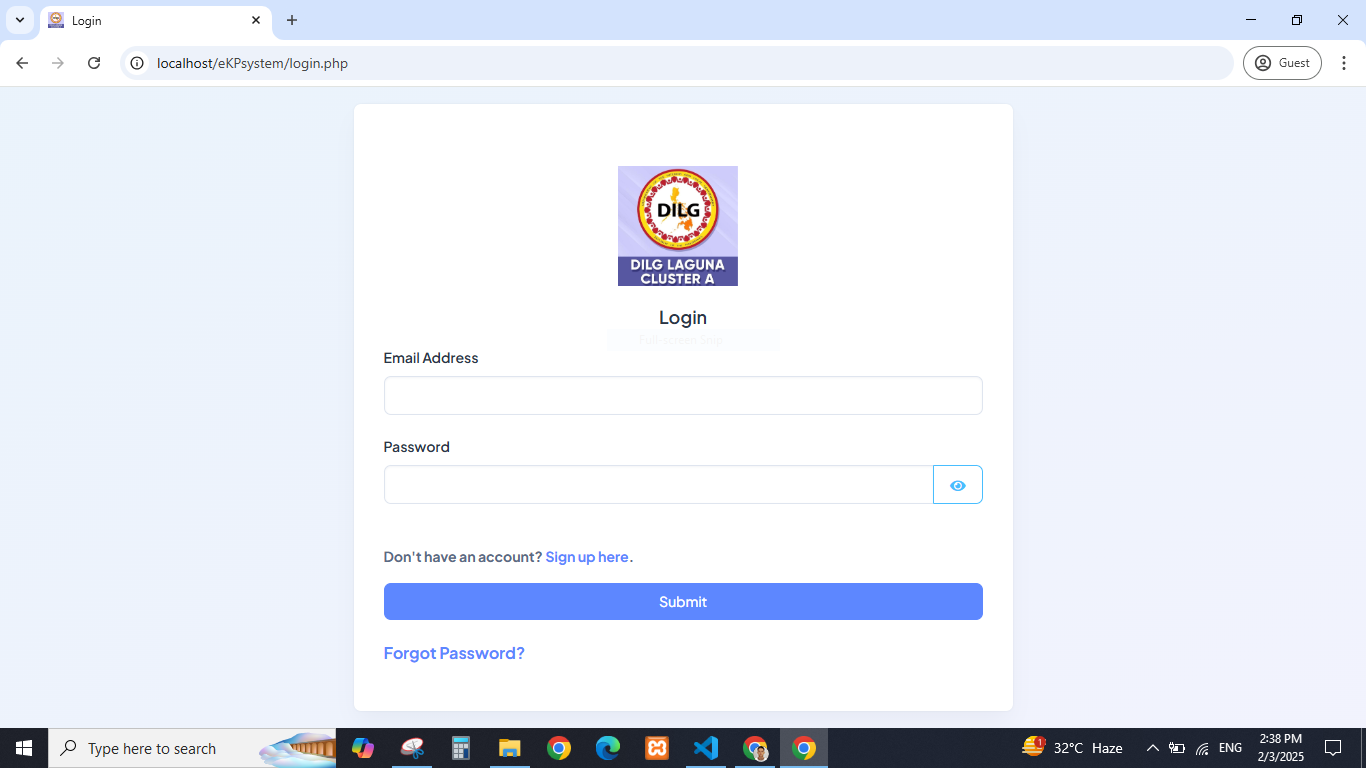 Login
localhost/eKPsystem/login.php
Guest
DILG
DILG LAGUNA
CLUSTER A
Login
Full-screen Snip
Email Address
Password
Don't have an account? Sign up here.
Submit
Forgot Password?
Type here to search
1
32°C Haze
ENG
2:38 PM
2/3/2025